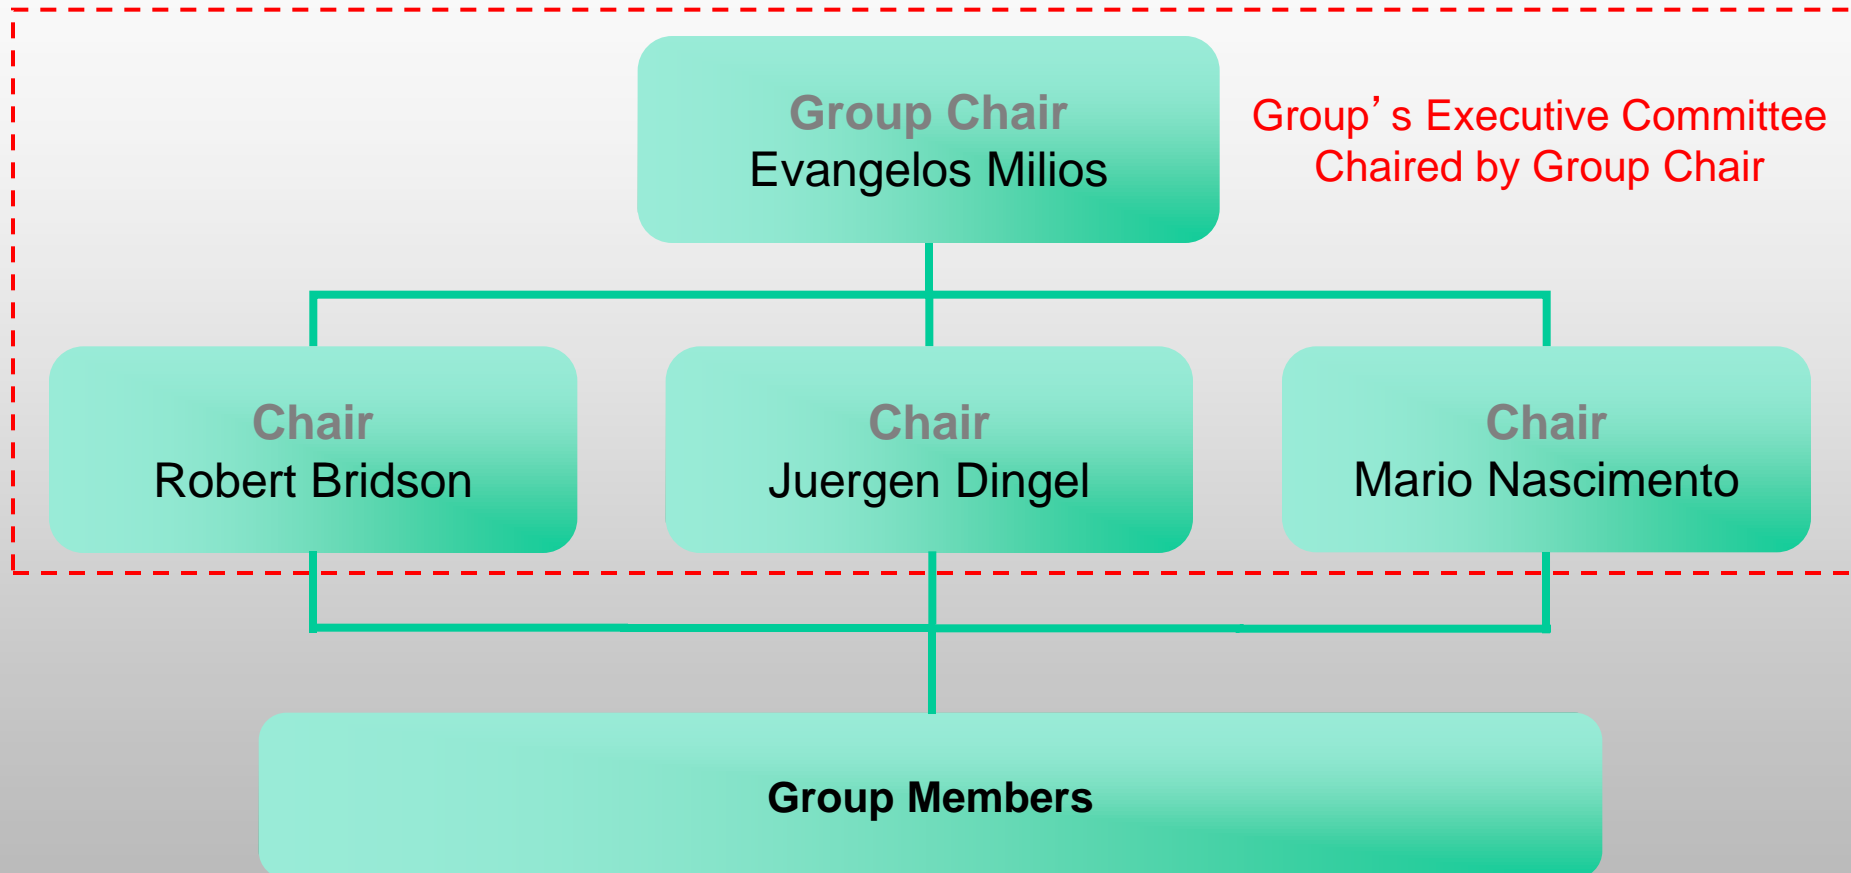 Group Chair
Evangelos Milios
Group's Executive Committee
Chaired by Group Chair
Chair
Robert Bridson
Chair
Juergen Dingel
Chair
Mario Nascimento
Group Members